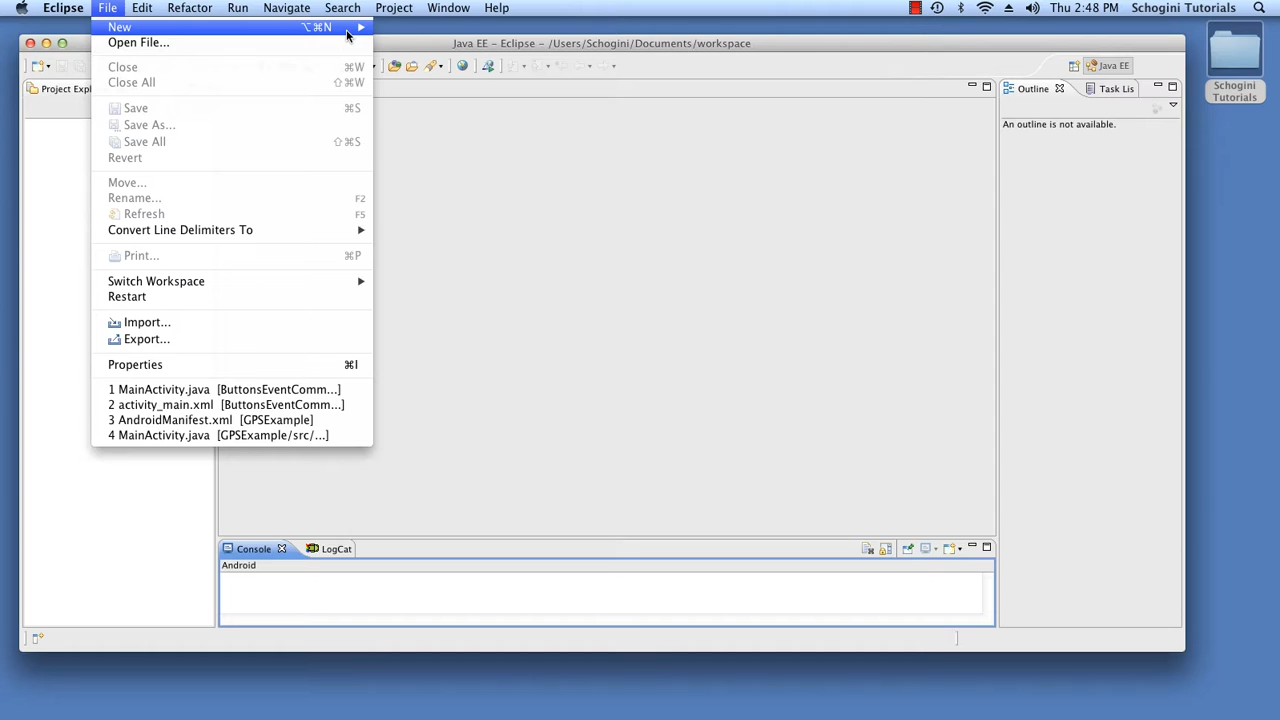 Eclipse File Edit Refactor Run Navigate Search Project Window Help Thu 2:48 PM Schogini Tutorials
New ⌥⌘N
Open File...
Close ⌘W
Close All ⇧⌘W
Save ⌘S
Save As...
Save All ⇧⌘S
Revert
Move...
Rename... F2
Refresh F5
Convert Line Delimiters To
Print... ⌘P
Switch Workspace
Restart
Import...
Export...
Properties ⌘I
1 MainActivity.java [ButtonsEventComm...]
2 activity_main.xml [ButtonsEventComm...]
3 AndroidManifest.xml [GPSExample]
4 MainActivity.java [GPSExample/src/...]
Java EE - Eclipse - /Users/Schogini/Documents/workspace
Java EE
Project Expl
Outline
Task Lis
An outline is not available.
Console
LogCat
Android
Schogini
Tutorials